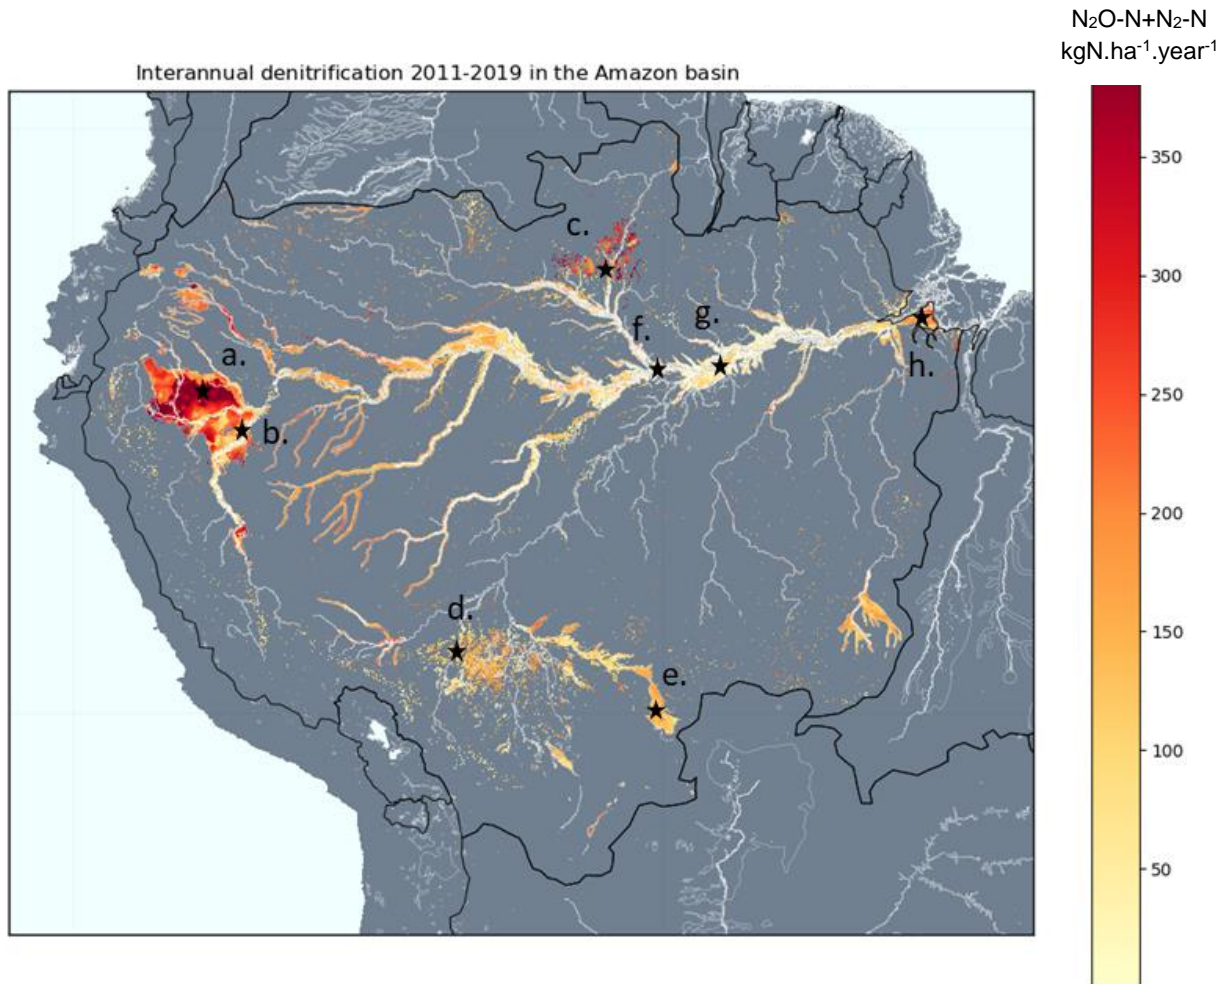 N₂O-N+N₂-N
kgN.ha⁻¹.year⁻¹
Interannual denitrification 2011-2019 in the Amazon basin
350
300
250
200
150
100
50
c.
g.
f.
a.
h.
b.
d.
e.